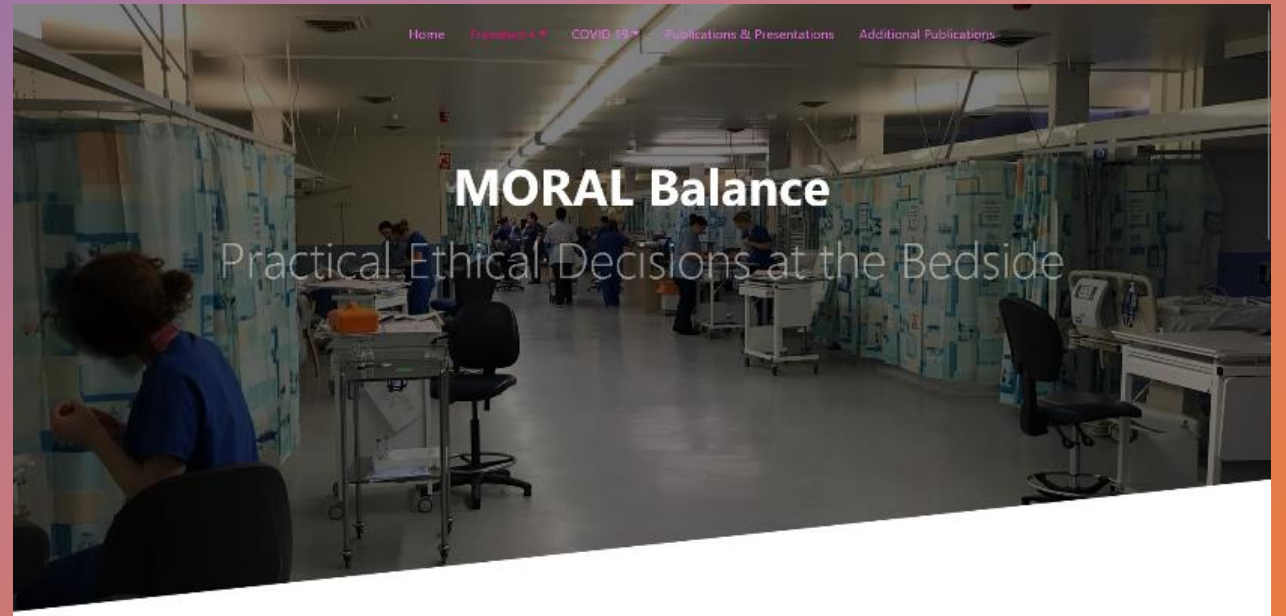 Home Framework COVID-19 Publications & Presentations Additional Publications
MORAL Balance
Practical Ethical Decisions at the Bedside